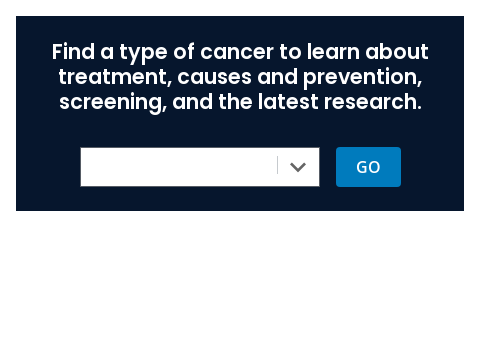 Find a type of cancer to learn about
treatment, causes and prevention,
screening, and the latest research.
GO